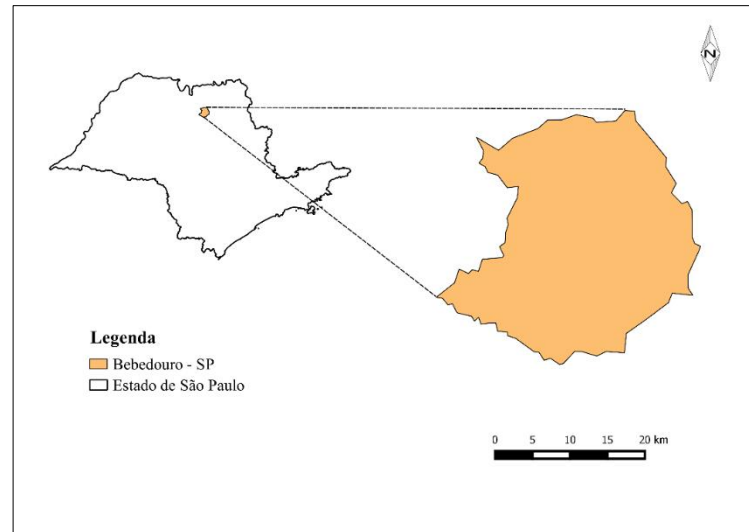 N
Legenda
Bebedouro - SP
Estado de São Paulo
0 5 10 15 20 km